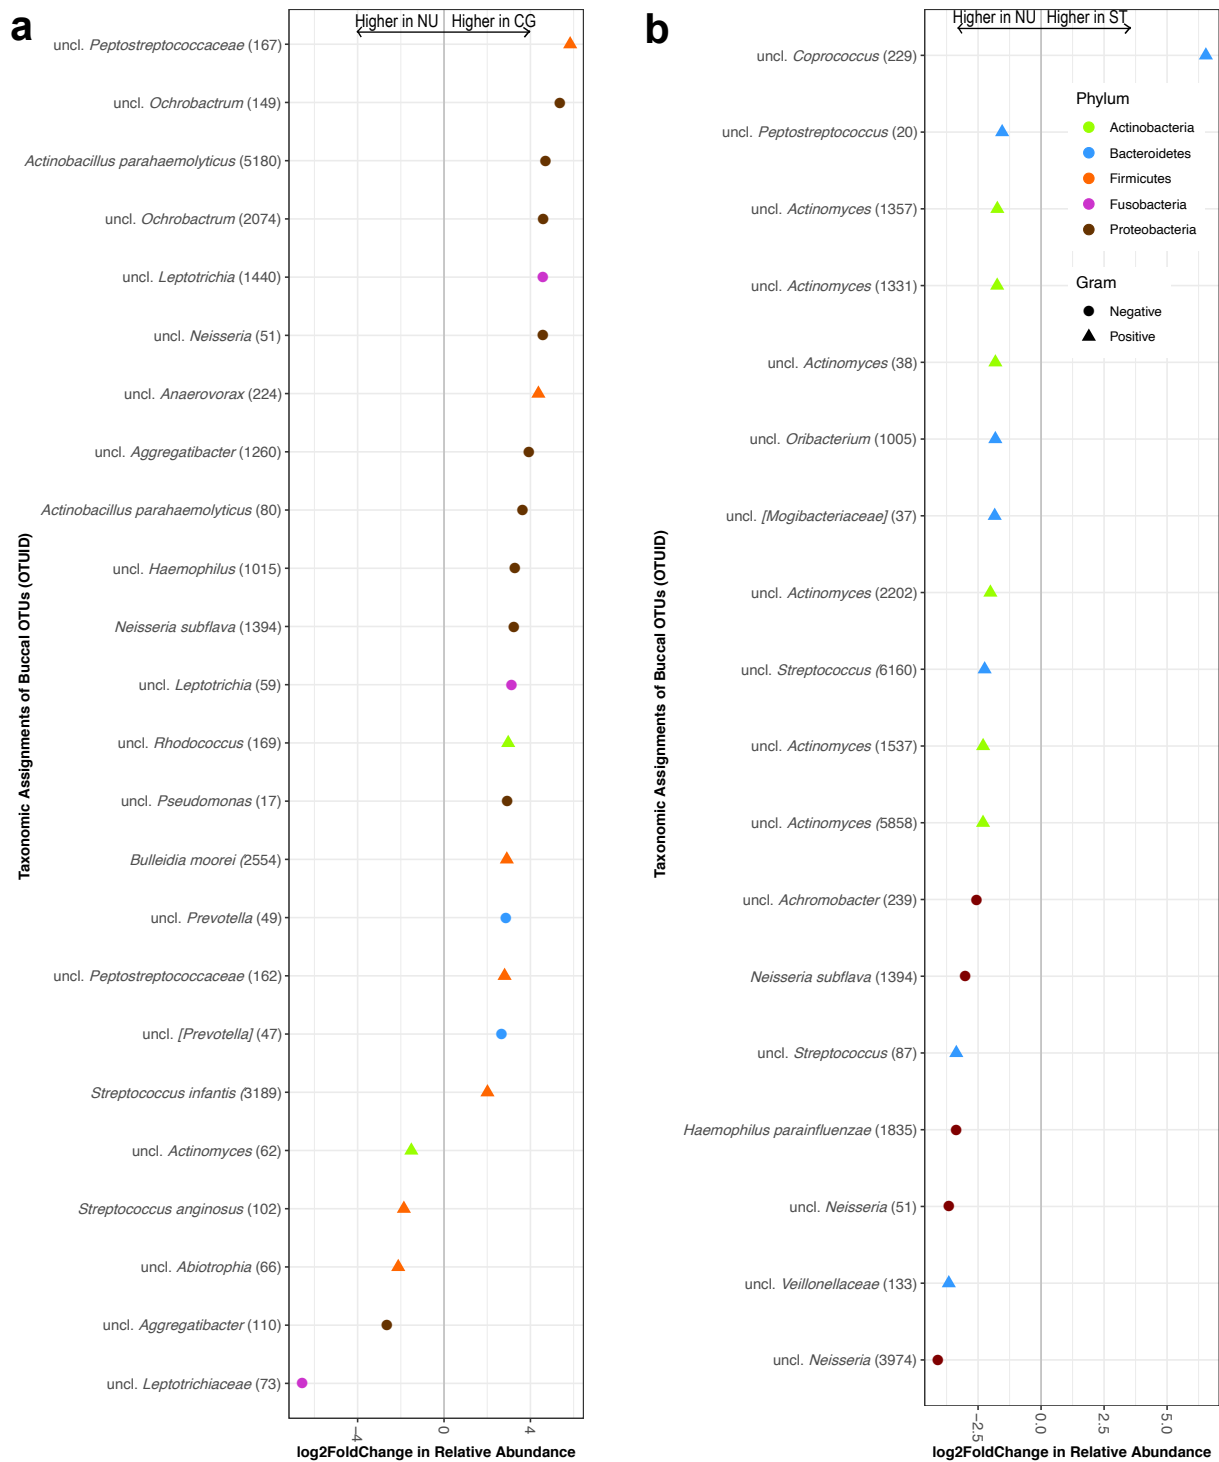 a
Higher in NU
Higher in CG
uncl. Peptostreptococcaceae (167)
uncl. Ochrobactrum (149)
Actinobacillus parahaemolyticus (5180)
uncl. Ochrobactrum (2074)
uncl. Leptotrichia (1440)
uncl. Neisseria (51)
uncl. Anaerovorax (224)
uncl. Aggregatibacter (1260)
Actinobacillus parahaemolyticus (80)
uncl. Haemophilus (1015)
Neisseria subflava (1394)
uncl. Leptotrichia (59)
uncl. Rhodococcus (169)
uncl. Pseudomonas (17)
Bulleidia moorei (2554)
uncl. Prevotella (49)
uncl. Peptostreptococcaceae (162)
uncl. [Prevotella] (47)
Streptococcus infantis (3189)
uncl. Actinomyces (62)
Streptococcus anginosus (102)
uncl. Abiotrophia (66)
uncl. Aggregatibacter (110)
uncl. Leptotrichiaceae (73)
Taxonomic Assignments of Buccal OTUs (OTUID)
-4
0
4
log2FoldChange in Relative Abundance
b
Higher in NU
Higher in ST
uncl. Coprococcus (229)
uncl. Peptostreptococcus (20)
uncl. Actinomyces (1357)
uncl. Actinomyces (1331)
uncl. Actinomyces (38)
uncl. Oribacterium (1005)
uncl. [Mogibacteriaceae] (37)
uncl. Actinomyces (2202)
uncl. Streptococcus (6160)
uncl. Actinomyces (1537)
uncl. Actinomyces (5858)
uncl. Achromobacter (239)
Neisseria subflava (1394)
uncl. Streptococcus (87)
Haemophilus parainfluenzae (1835)
uncl. Neisseria (51)
uncl. Veillonellaceae (133)
uncl. Neisseria (3974)
Taxonomic Assignments of Buccal OTUs (OTUID)
-2.5
0.0
2.5
5.0
log2FoldChange in Relative Abundance
Phylum
Actinobacteria
Bacteroidetes
Firmicutes
Fusobacteria
Proteobacteria
Gram
Negative
Positive